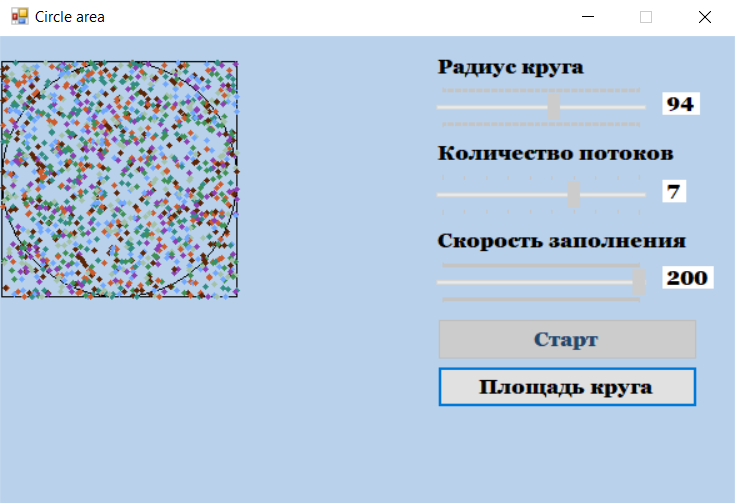 Circle area
Радиус круга
94
Количество потоков
7
Скорость заполнения
200
Старт
Площадь круга